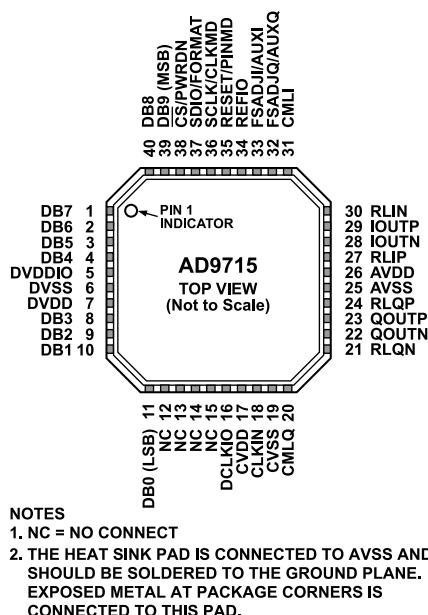 40 DB8
39 DB9 (MSB)
38 CS/PWRDN
37 SDIO/FORMAT
36 SCLK/CLKMD
35 RESET/PINMD
34 REFIO
33 FSADJI/AUXI
32 FSADJQ/AUXQ
31 CMLI
DB7 1
DB6 2
DB5 3
DB4 4
DVDDIO 5
DVSS 6
DVDD 7
DB3 8
DB2 9
DB1 10
PIN 1
INDICATOR
AD9715
TOP VIEW
(Not to Scale)
30 RLIN
29 IOUTP
28 IOUTN
27 RLIP
26 AVDD
25 AVSS
24 RLQP
23 QOUTP
22 QOUTN
21 RLQN
DB0 (LSB) 11
NC 12
NC 13
NC 14
NC 15
DCLKIO 16
CVDD 17
CLKIN 18
CVSS 19
CMLQ 20
NOTES
1. NC = NO CONNECT
2. THE HEAT SINK PAD IS CONNECTED TO AVSS AND
SHOULD BE SOLDERED TO THE GROUND PLANE.
EXPOSED METAL AT PACKAGE CORNERS IS
CONNECTED TO THIS PAD.